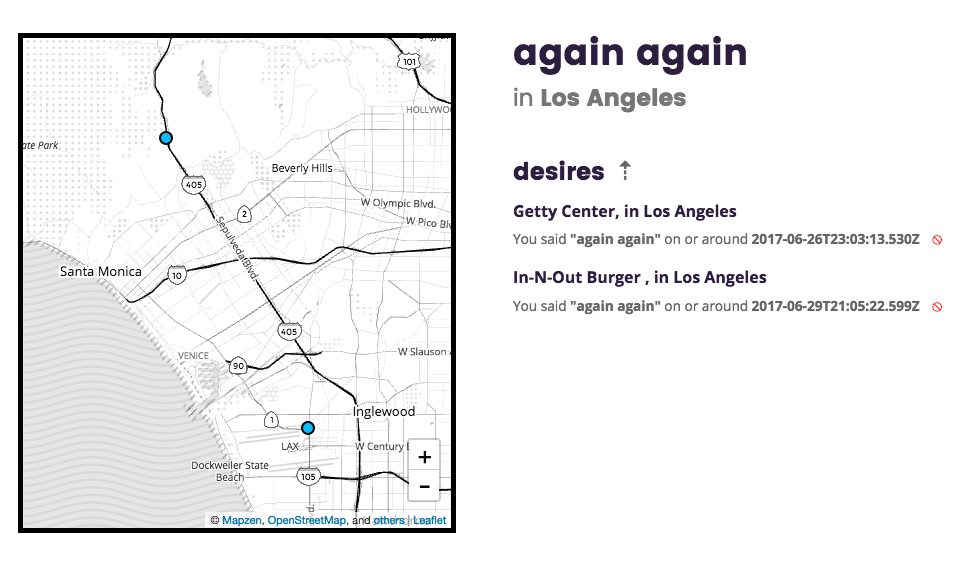 101
HOLLYWO
ate Park
Beverly Hills
405
W Olympic Blvd.
2
W Pico Blv
Sepulveda Blvd.
Santa Monica
10
405
VENICE
W Slauson
90
Inglewood
1
LAX
W Century
Dockweiler State
Beach
105
+
−
© Mapzen, OpenStreetMap, and others | Leaflet
again again
in Los Angeles
desires ⇡
Getty Center, in Los Angeles
You said "again again" on or around 2017-06-26T23:03:13.530Z
In-N-Out Burger , in Los Angeles
You said "again again" on or around 2017-06-29T21:05:22.599Z